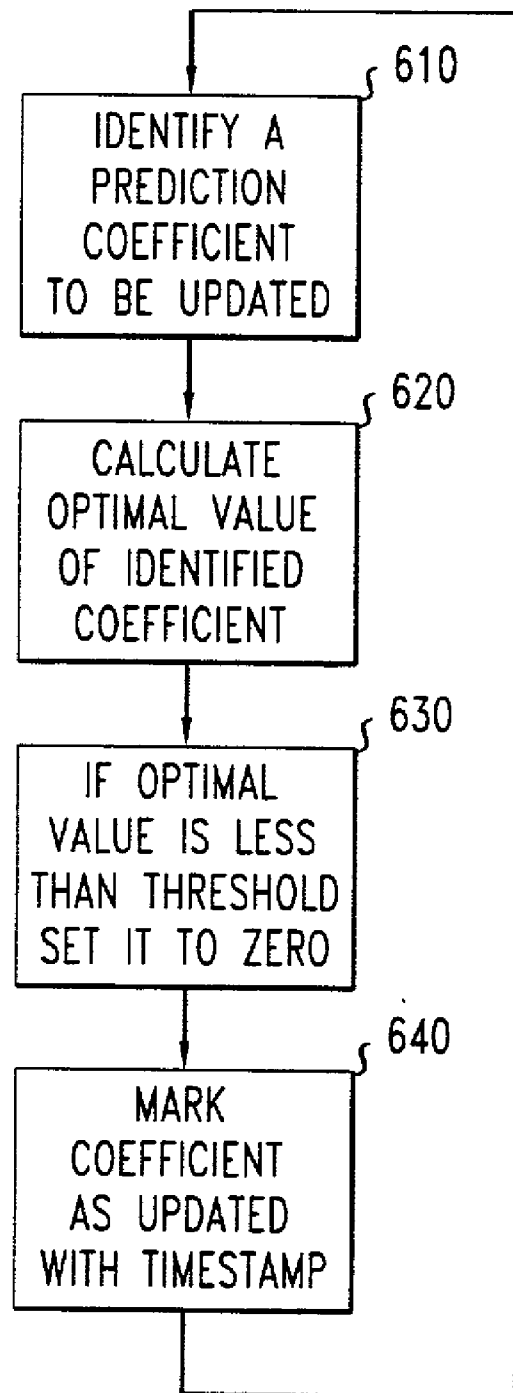 610
IDENTIFY A
PREDICTION
COEFFICIENT
TO BE UPDATED
620
CALCULATE
OPTIMAL VALUE
OF IDENTIFIED
COEFFICIENT
630
IF OPTIMAL
VALUE IS LESS
THAN THRESHOLD
SET IT TO ZERO
640
MARK
COEFFICIENT
AS UPDATED
WITH TIMESTAMP